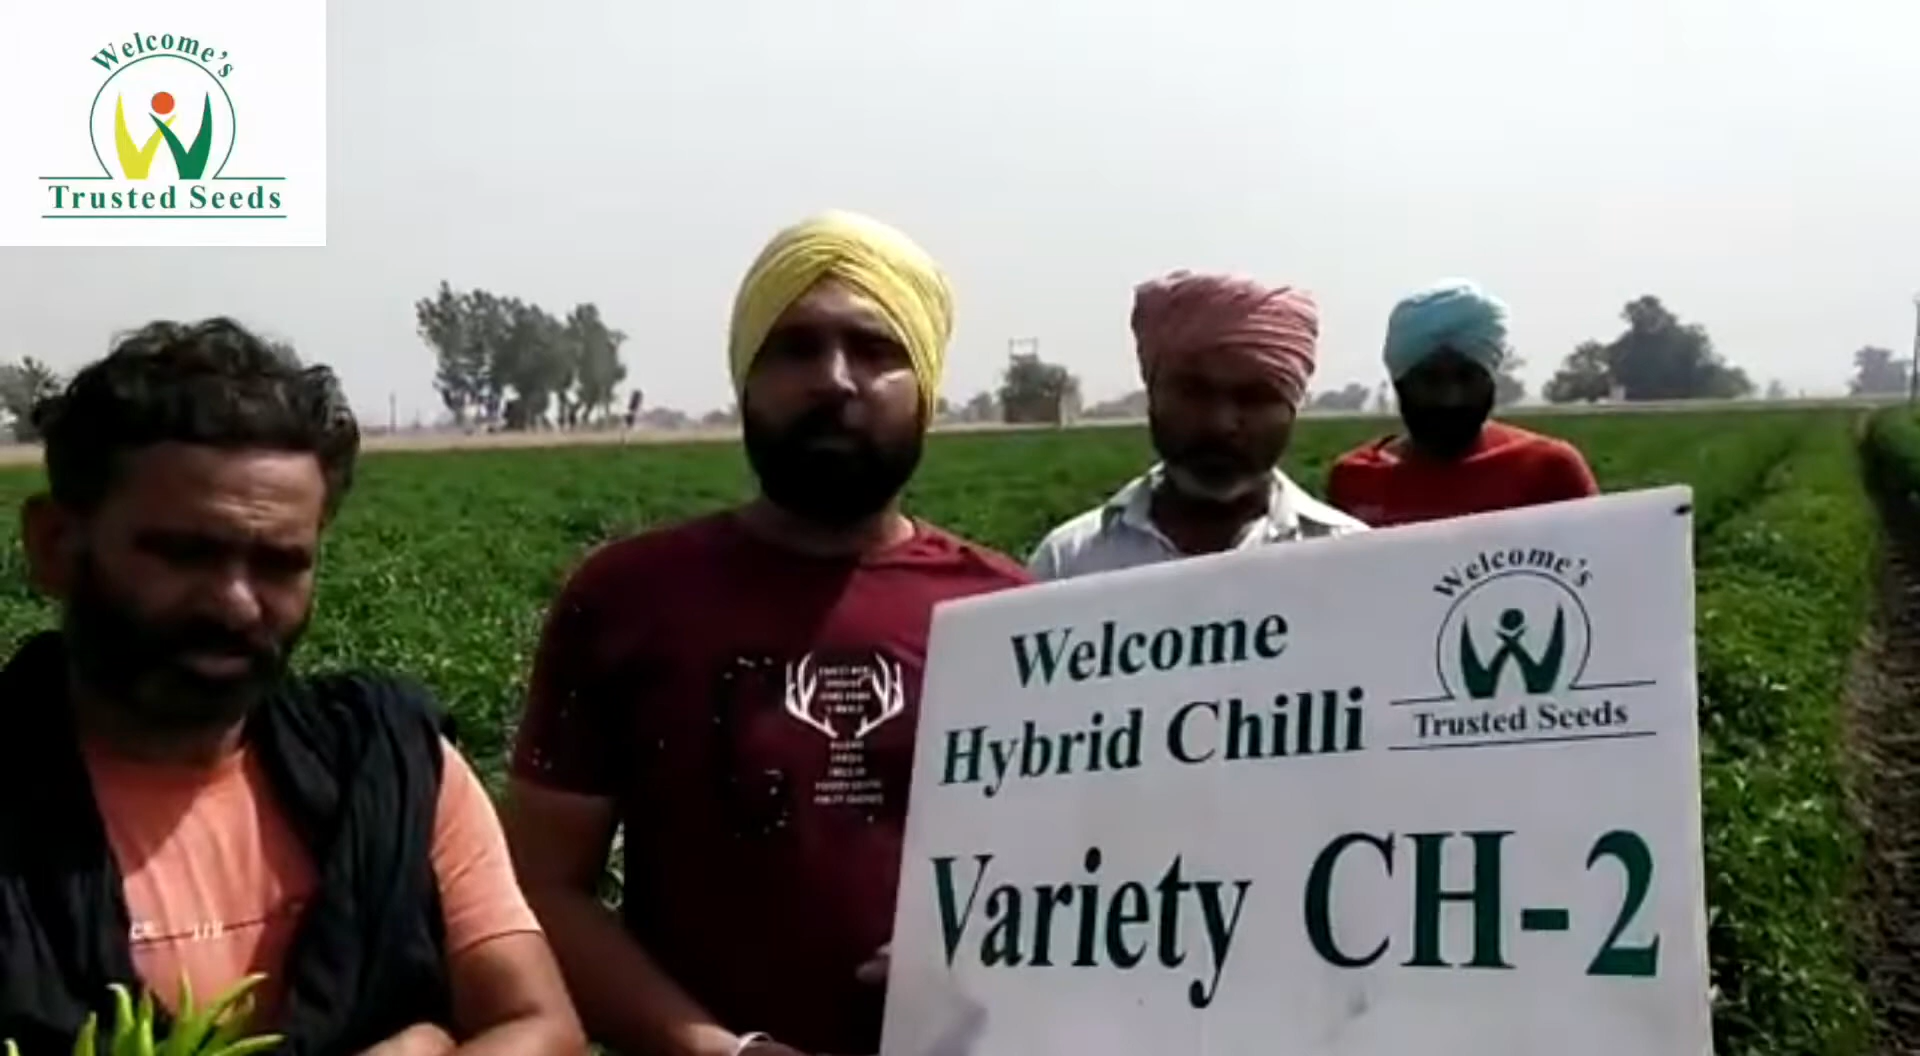 Welcome's
Trusted Seeds
Welcome's
Trusted Seeds
Welcome
Hybrid Chilli
Variety CH-2